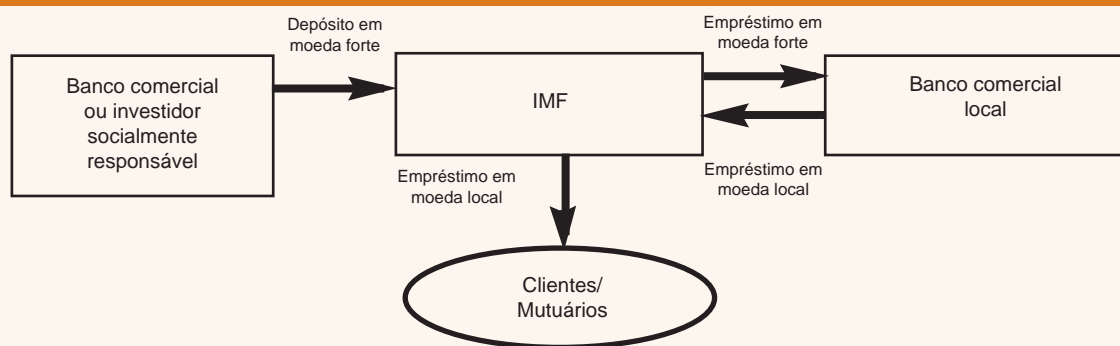 Depósito em
moeda forte
Empréstimo em
moeda forte
Banco comercial
ou investidor
socialmente
responsável
IMF
Banco comercial
local
Empréstimo em
moeda local
Empréstimo em
moeda local
Clientes/
Mutuários